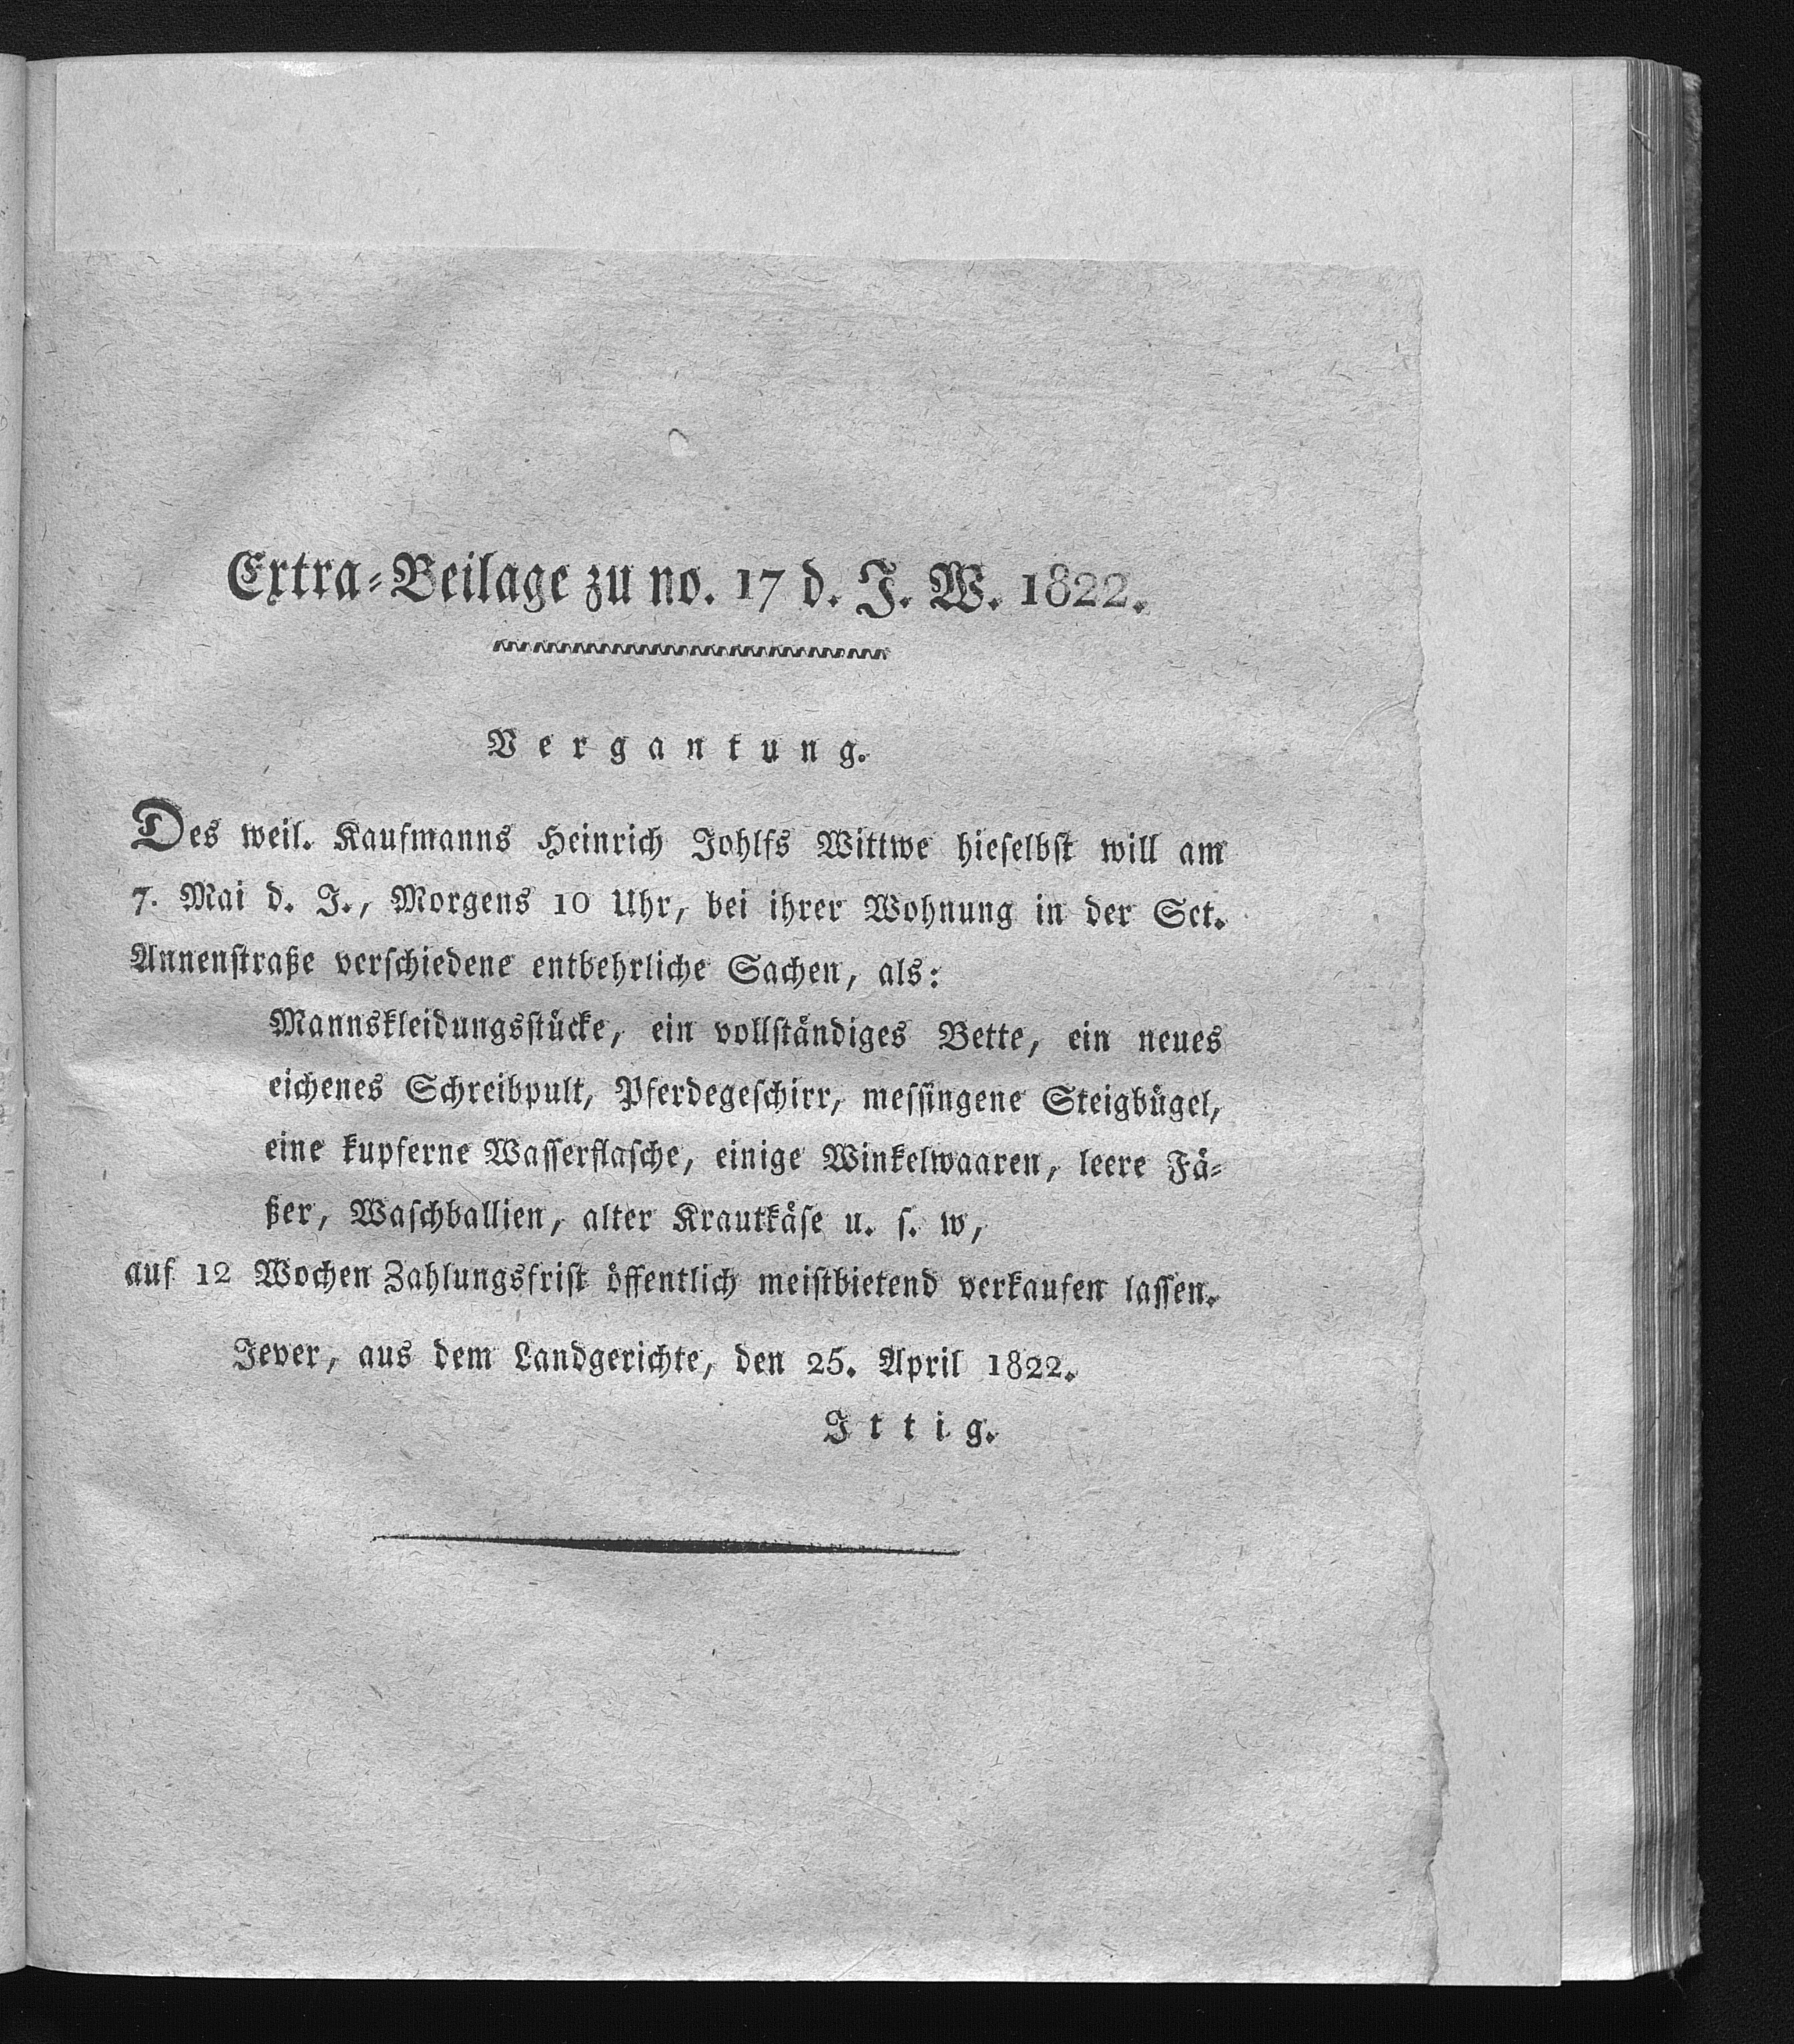 Extra-Beilage zu no. 17 d. J. W. 1822.
Vergantung.
Des weil. Kaufmanns Heinrich Johlfs Wittwe hieselbst will am
7. Mai d. J., Morgens 10 Uhr, bei ihrer Wohnung in der Sct.
Annenstraße verschiedene entbehrliche Sachen, als:
Mannskleidungsstücke, ein vollständiges Bette, ein neues
eichenes Schreibpult, Pferdegeschirr, messingene Steigbügel,
eine kupferne Wasserflasche, einige Winkelwaaren, leere Fä-
ßer, Waschballien, alter Krautkäse u. s. w,
auf 12 Wochen Zahlungsfrist öffentlich meistbietend verkaufen lassen.
Jever, aus dem Landgerichte, den 25. April 1822.
Ittig.